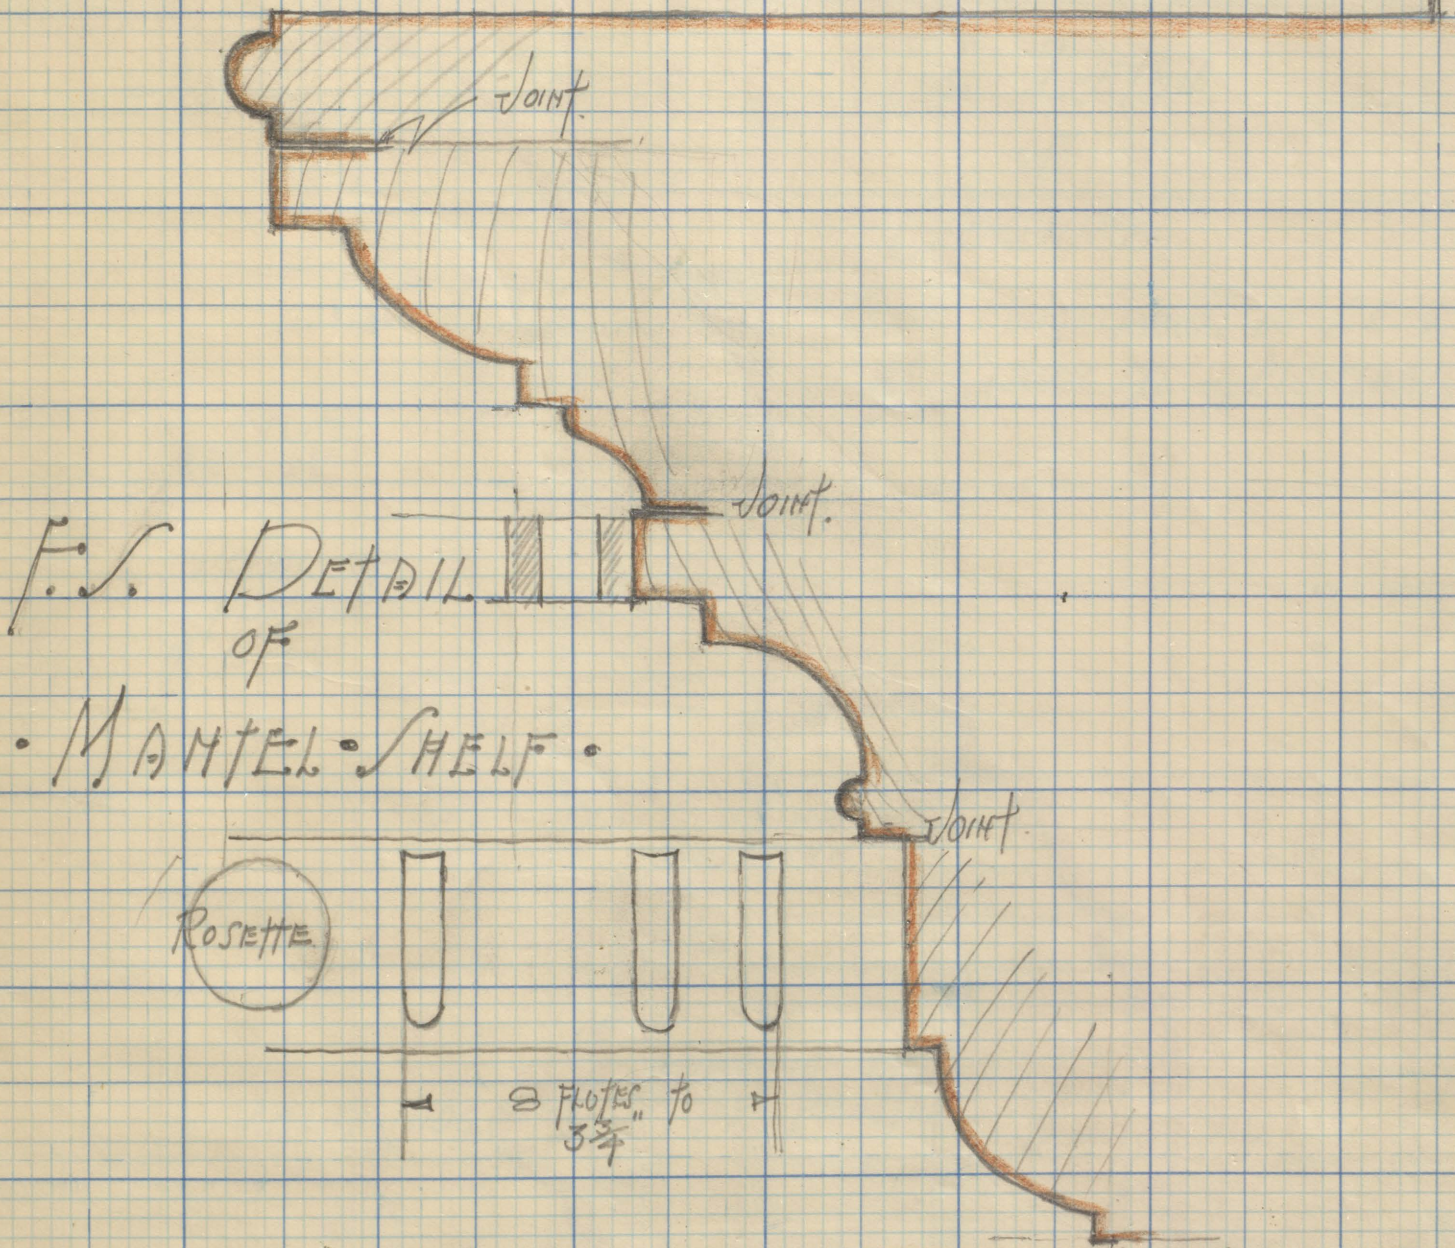 JOINT.
JOINT.
F.S. DETAIL
OF
• MANTEL • SHELF •
JOINT.
ROSETTE
8 FLUTES to
3 3/4"